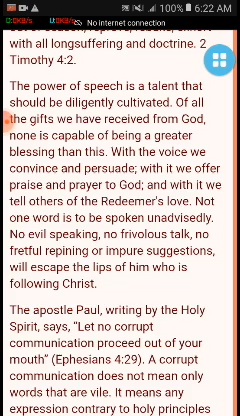 100% 6:22 AM
0:0KB/s U:0KB/s No internet connection
with all longsuffering and doctrine. 2
Timothy 4:2.
The power of speech is a talent that
should be diligently cultivated. Of all
the gifts we have received from God,
none is capable of being a greater
blessing than this. With the voice we
convince and persuade; with it we offer
praise and prayer to God; and with it we
tell others of the Redeemer's love. Not
one word is to be spoken unadvisedly.
No evil speaking, no frivolous talk, no
fretful repining or impure suggestions,
will escape the lips of him who is
following Christ.
The apostle Paul, writing by the Holy
Spirit, says, “Let no corrupt
communication proceed out of your
mouth” (Ephesians 4:29). A corrupt
communication does not mean only
words that are vile. It means any
expression contrary to holy principles